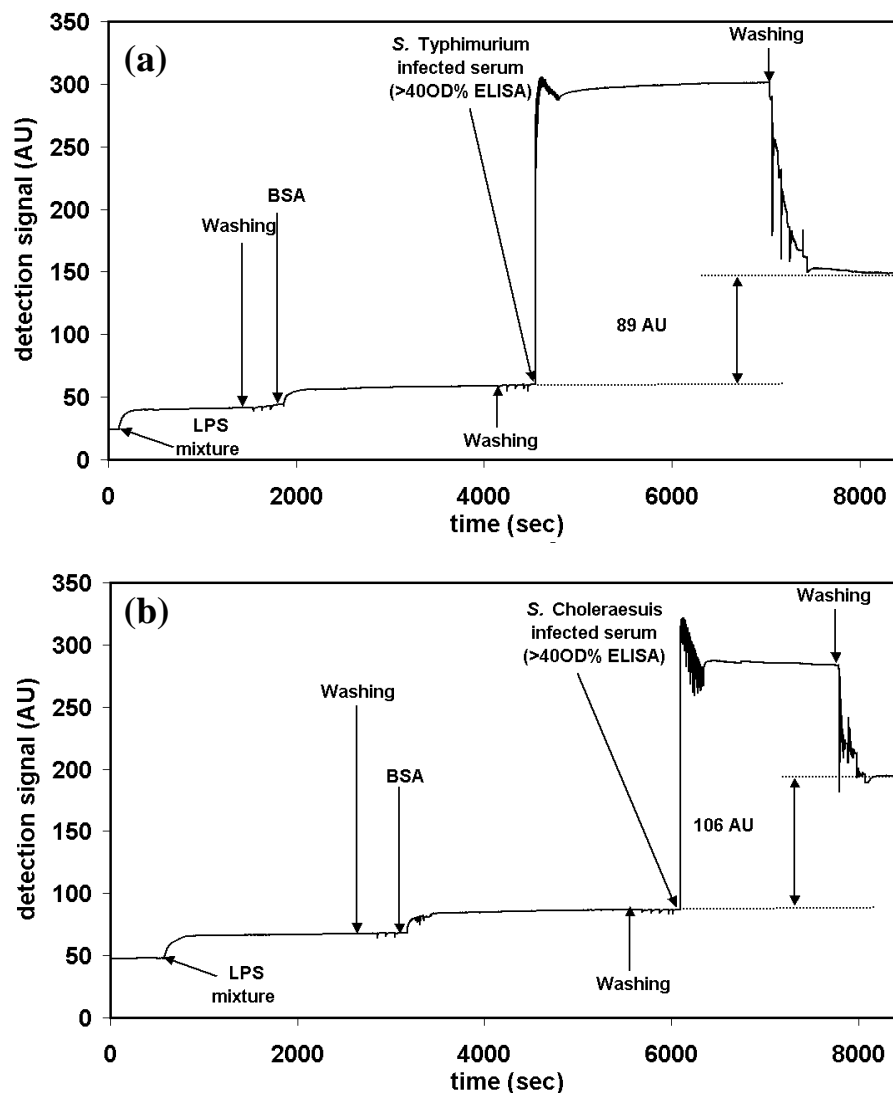 350
300
250
200
150
100
50
0
detection signal (AU)
(a)
S. Typhimurium
infected serum
(>40OD% ELISA)
Washing
BSA
Washing
89 AU
LPS
mixture
Washing
0 2000 4000 6000 8000
time (sec)
350
300
250
200
150
100
50
0
detection signal (AU)
(b)
S. Choleraesuis
infected serum
(>40OD% ELISA)
Washing
Washing
BSA
106 AU
LPS
mixture
Washing
0 2000 4000 6000 8000
time (sec)